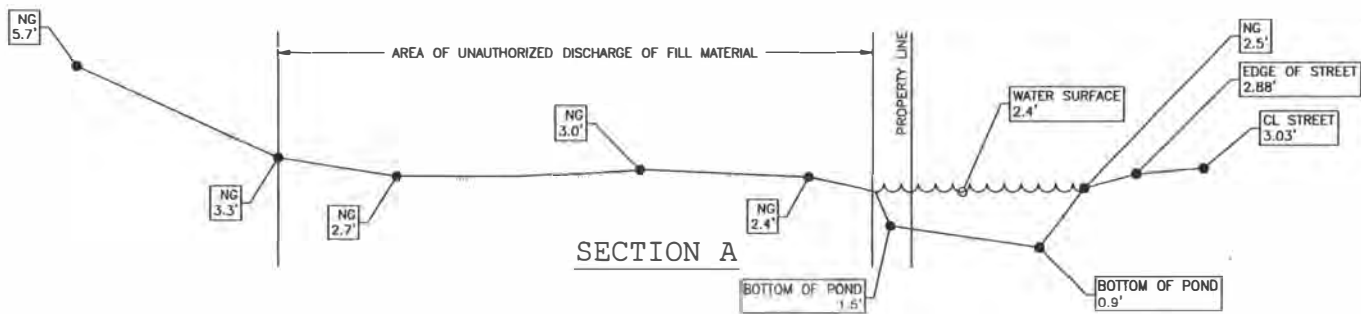 NG
5.7'
AREA OF UNAUTHORIZED DISCHARGE OF FILL MATERIAL
PROPERTY LINE
NG
2.5'
EDGE OF STREET
2.88'
WATER SURFACE
2.4'
CL STREET
3.03'
NG
3.0'
NG
3.3'
NG
2.7'
NG
2.4'
SECTION A
BOTTOM OF POND
1.5'
BOTTOM OF POND
0.9'